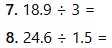 7. 18.9 ÷ 3 =
8. 24.6 ÷ 1.5 =